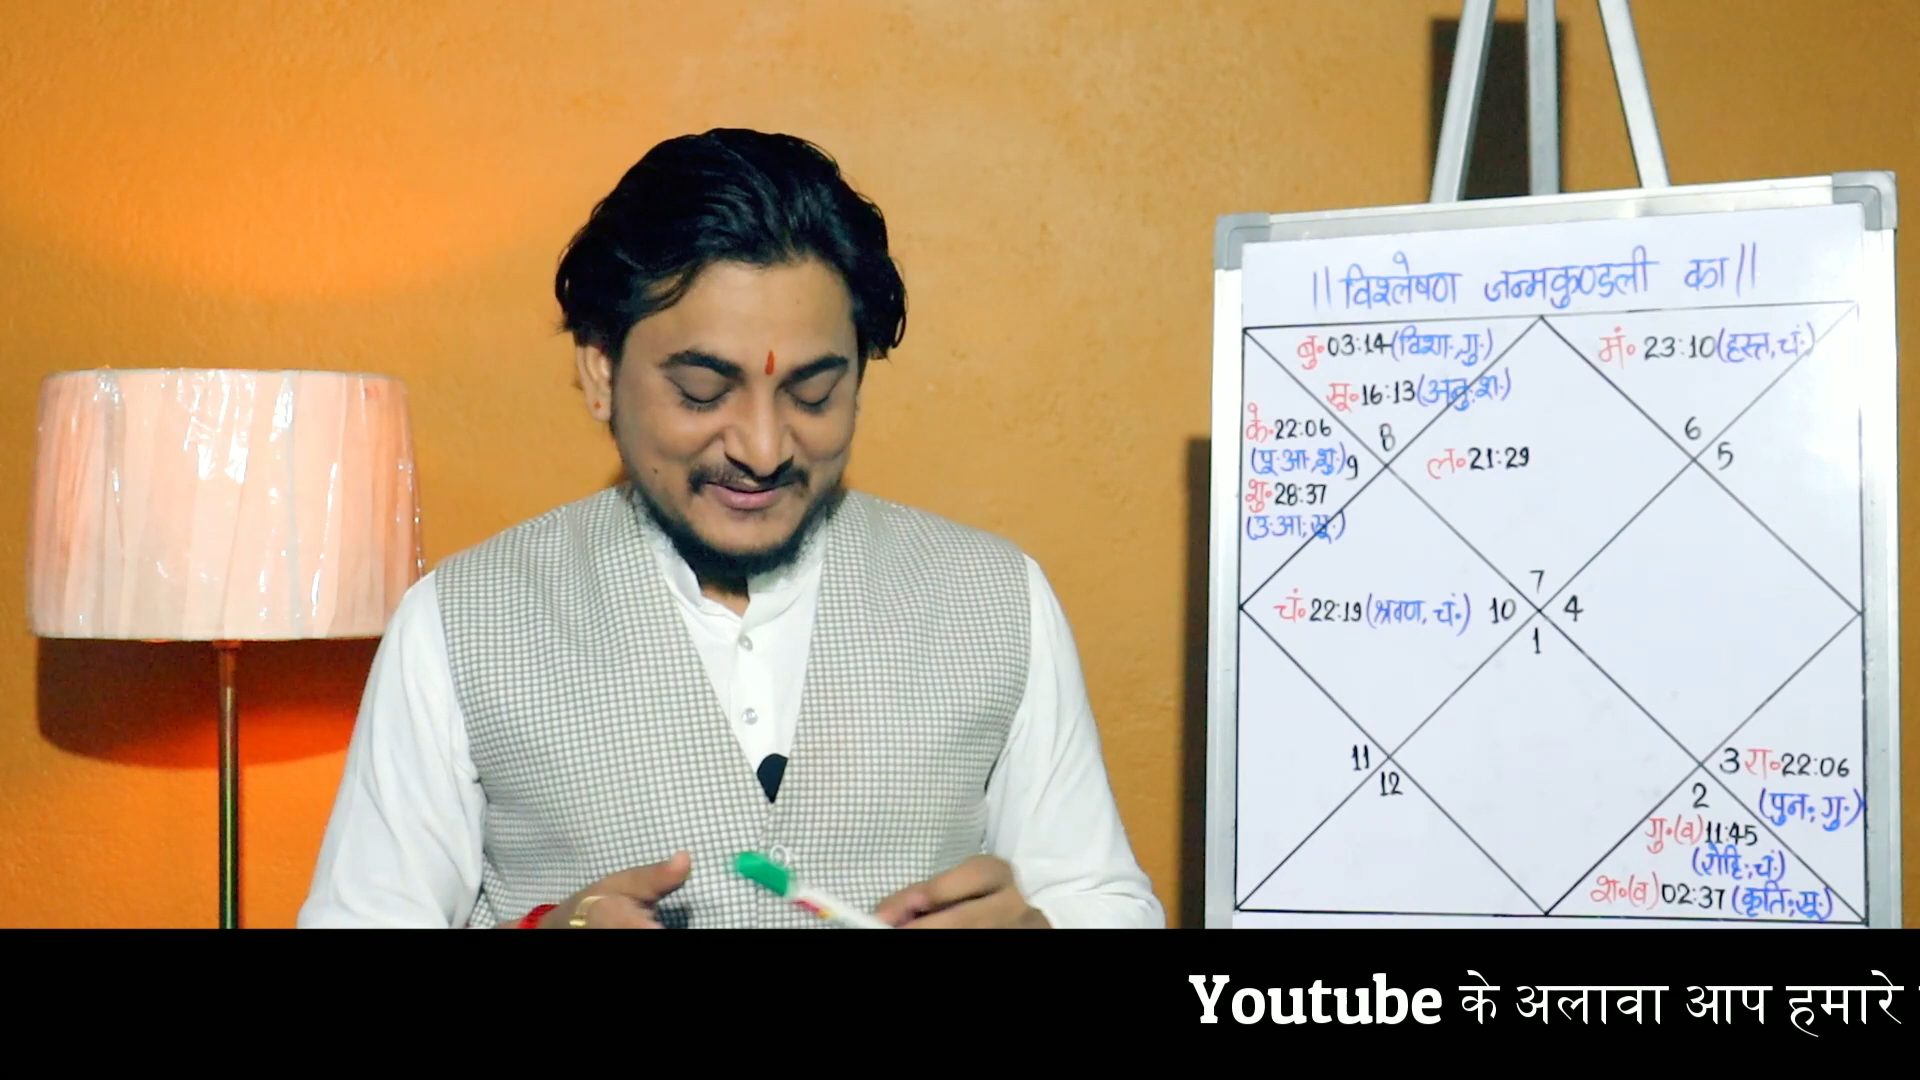 ||विश्लेषण जन्मकुण्डली का||
बु॰03:14(विशा॰,गु॰)
मं॰ 23:10(हस्त,चं॰)
सू॰16:13(अनु॰,श॰)
के॰22:06
8
6
(पू॰आ॰,शु॰)9
ल॰21:29
5
शु॰28:37
(उ॰आ॰,सू॰)
7
चं॰22:19(श्रवण, चं॰) 10
4
1
11
3 रा॰22:06
12
2
(पुन॰,गु॰)
गु॰(व)11:45
(रोहि॰,चं॰)
श॰(व)02:37(कृति॰,सू॰)
Youtube के अलावा आप हमारे